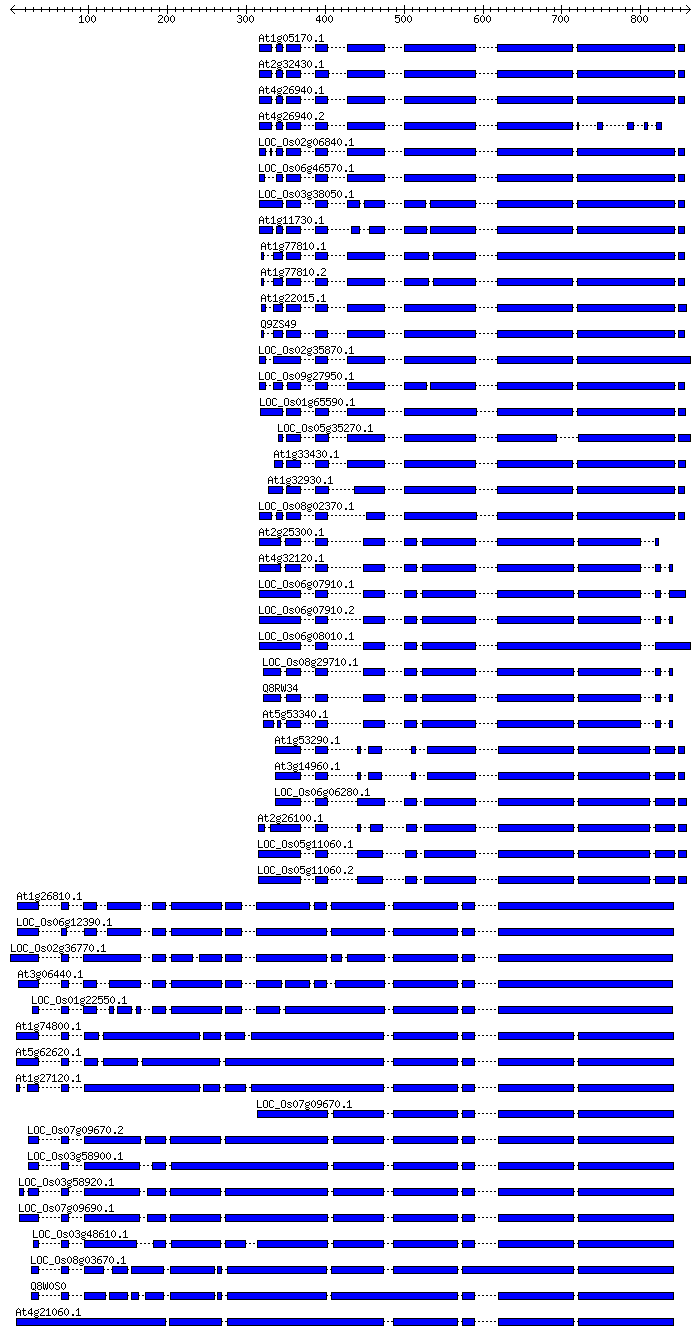 100 200 300 400 500 600 700 800
At1g05170.1
At2g32430.1
At4g26940.1
At4g26940.2
LOC_Os02g06840.1
LOC_Os06g46570.1
LOC_Os03g38050.1
At1g11730.1
At1g77810.1
At1g77810.2
At1g22015.1
Q9ZS49
LOC_Os02g35870.1
LOC_Os09g27950.1
LOC_Os01g65590.1
LOC_Os05g35270.1
At1g33430.1
At1g32930.1
LOC_Os08g02370.1
At2g25300.1
At4g32120.1
LOC_Os06g07910.1
LOC_Os06g07910.2
LOC_Os06g08010.1
LOC_Os08g29710.1
Q8RW34
At5g53340.1
At1g53290.1
At3g14960.1
LOC_Os06g06280.1
At2g26100.1
LOC_Os05g11060.1
LOC_Os05g11060.2
At1g26810.1
LOC_Os06g12390.1
LOC_Os02g36770.1
At3g06440.1
LOC_Os01g22550.1
At1g74800.1
At5g62620.1
At1g27120.1
LOC_Os07g09670.1
LOC_Os07g09670.2
LOC_Os03g58900.1
LOC_Os03g58920.1
LOC_Os07g09690.1
LOC_Os03g48610.1
LOC_Os08g03670.1
Q8W0S0
At4g21060.1